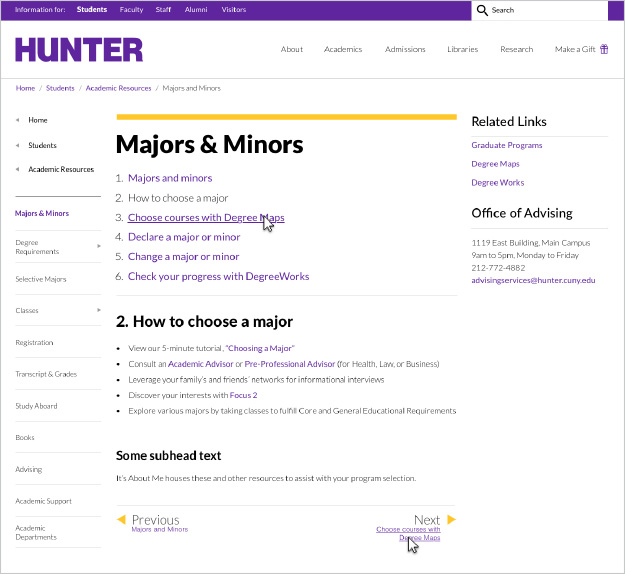 Information for: Students Faculty Staff Alumni Visitors Search
HUNTER
About Academics Admissions Libraries Research Make a Gift
Home / Students / Academic Resources / Majors and Minors
Home
Students
Academic Resources
Majors & Minors
Degree
Requirements
Selective Majors
Classes
Registration
Transcript & Grades
Study Aboard
Books
Advising
Academic Support
Academic
Departments
Majors & Minors
1. Majors and minors
2. How to choose a major
3. Choose courses with Degree Maps
4. Declare a major or minor
5. Change a major or minor
6. Check your progress with DegreeWorks
2. How to choose a major
• View our 5-minute tutorial, "Choosing a Major"
• Consult an Academic Advisor or Pre-Professional Advisor (for Health, Law, or Business)
• Leverage your family's and friends' networks for informational interviews
• Discover your interests with Focus 2
• Explore various majors by taking classes to fulfill Core and General Educational Requirements
Some subhead text
It's About Me houses these and other resources to assist with your program selection.
Previous
Majors and Minors
Next
Choose courses with
Degree Maps
Related Links
Graduate Programs
Degree Maps
Degree Works
Office of Advising
1119 East Building, Main Campus
9am to 5pm, Monday to Friday
212-772-4882
advisingservices@hunter.cuny.edu